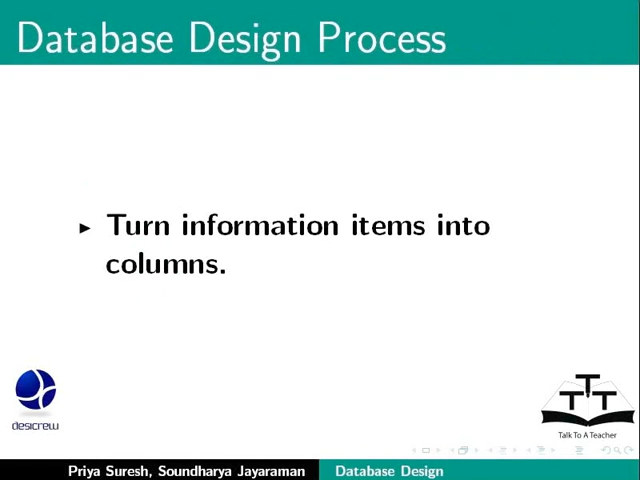 Database Design Process
Turn information items into
columns.
desicrew
T T T
Talk To A Teacher
Priya Suresh, Soundharya Jayaraman
Database Design